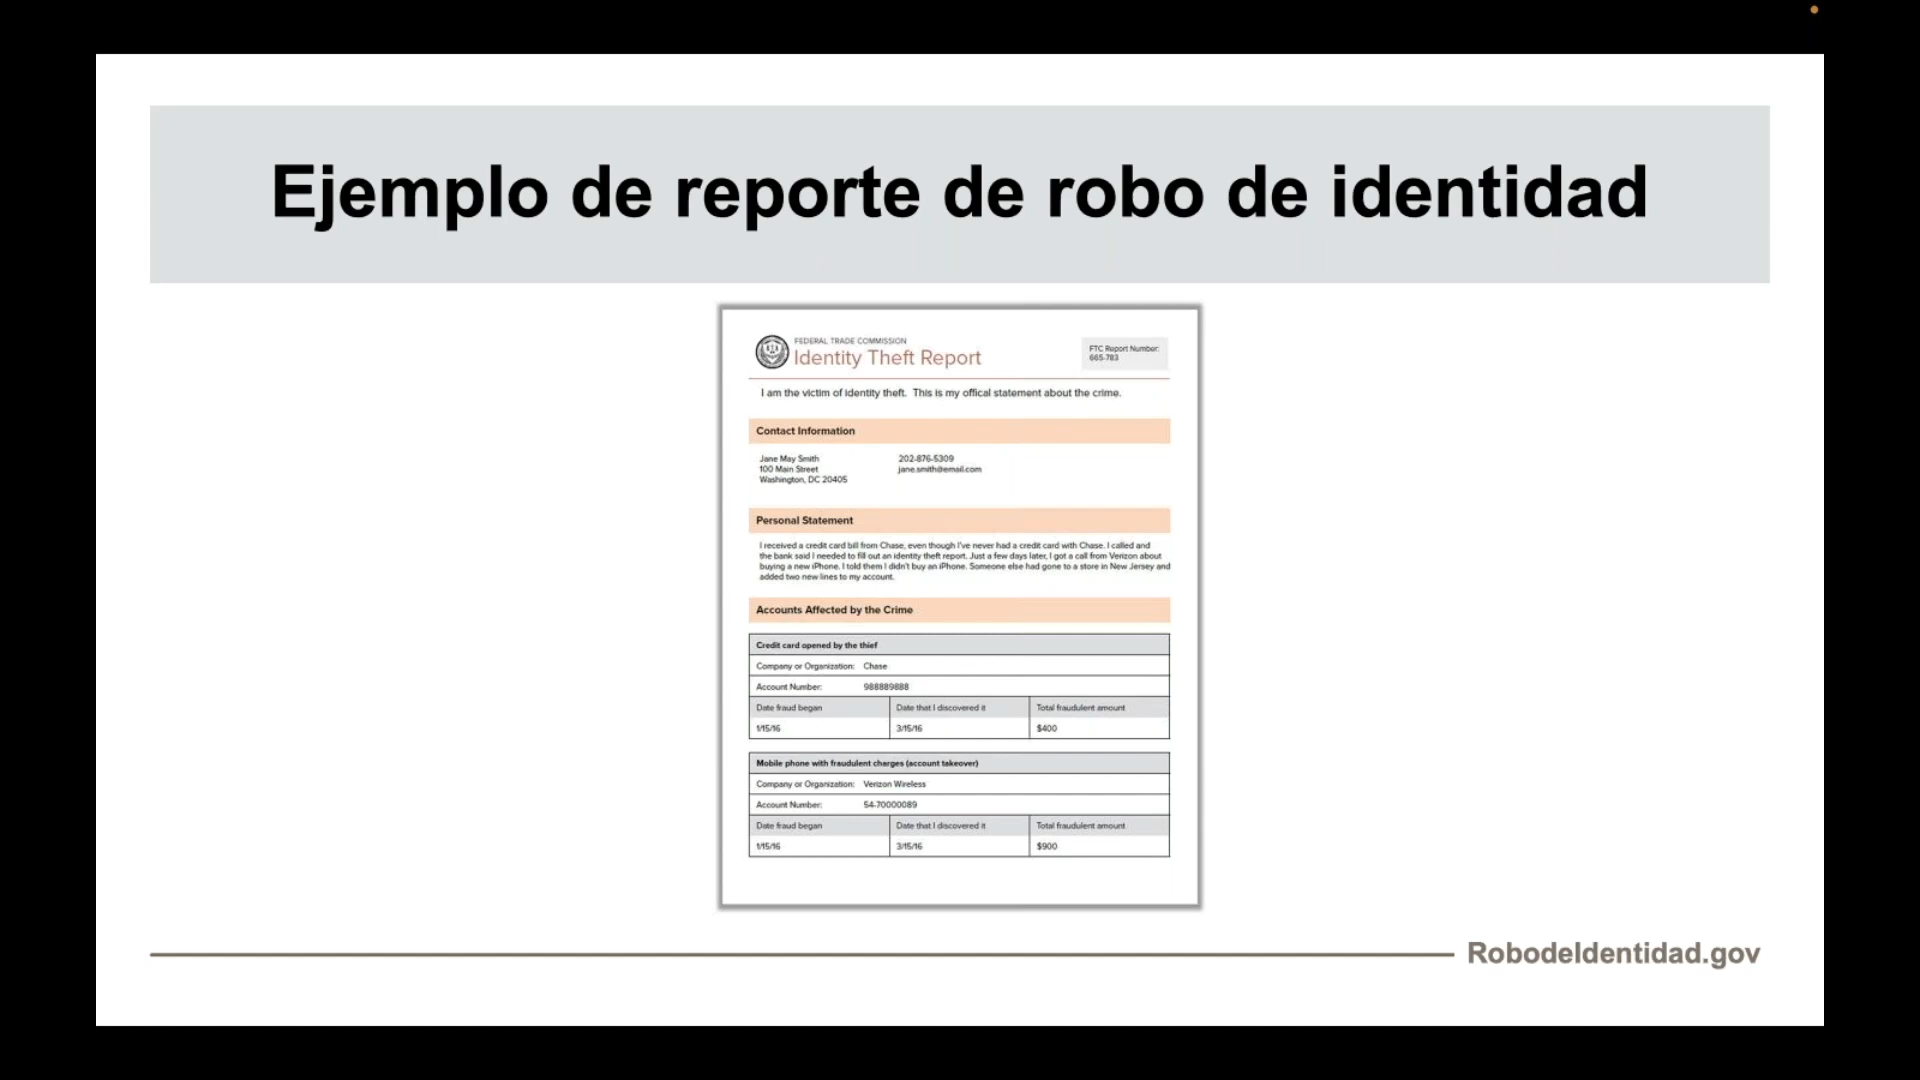 Ejemplo de reporte de robo de identidad
FEDERAL TRADE COMMISSION
Identity Theft Report
FTC Report Number:
665-783
I am the victim of identity theft. This is my offical statement about the crime.
Contact Information
Jane May Smith 202-876-5309
100 Main Street jane.smith@email.com
Washington, DC 20405
Personal Statement
I received a credit card bill from Chase, even though I've never had a credit card with Chase. I called and
the bank said I needed to fill out an identity theft report. Just a few days later, I got a call from Verizon about
buying a new iPhone. I told them I didn't buy an iPhone. Someone else had gone to a store in New Jersey and
added two new lines to my account.
Accounts Affected by the Crime
Credit card opened by the thief
Company or Organization: Chase
Account Number: 988889888
Date fraud began Date that I discovered it Total fraudulent amount
1/15/16 3/15/16 $400
Mobile phone with fraudulent charges (account takeover)
Company or Organization: Verizon Wireless
Account Number: 54-70000089
Date fraud began Date that I discovered it Total fraudulent amount
1/15/16 3/15/16 $900
RobodeIdentidad.gov